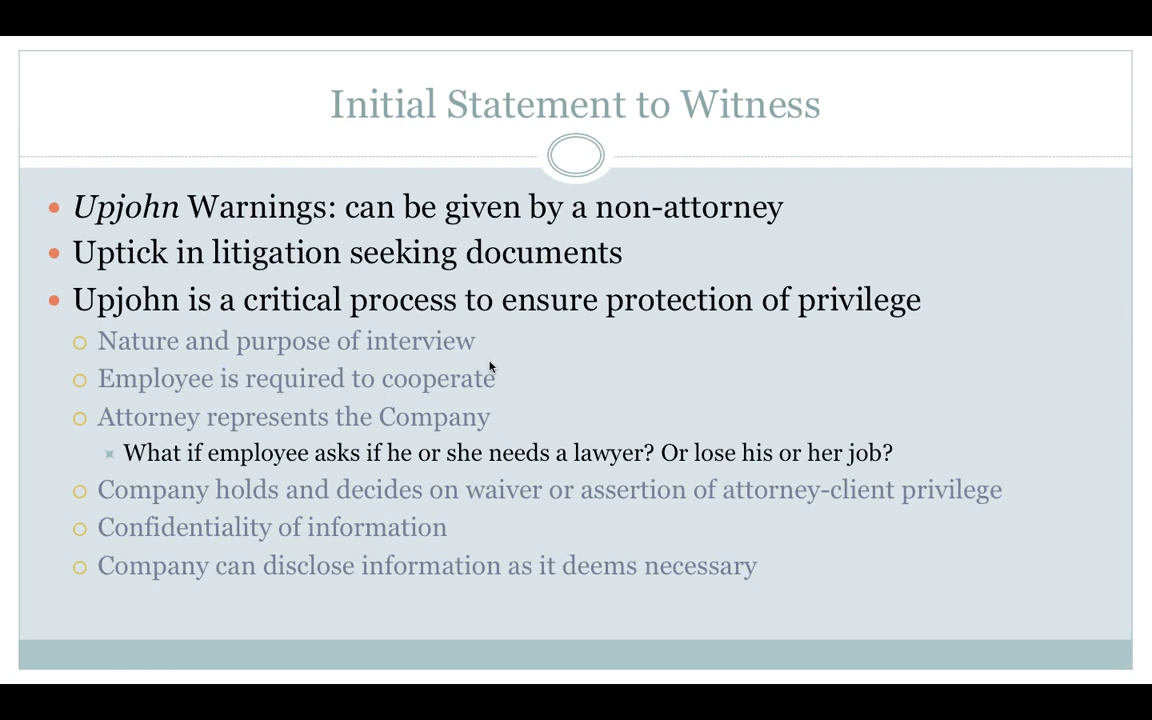 Initial Statement to Witness
Upjohn Warnings: can be given by a non-attorney
Uptick in litigation seeking documents
Upjohn is a critical process to ensure protection of privilege
Nature and purpose of interview
Employee is required to cooperate
Attorney represents the Company
What if employee asks if he or she needs a lawyer? Or lose his or her job?
Company holds and decides on waiver or assertion of attorney-client privilege
Confidentiality of information
Company can disclose information as it deems necessary